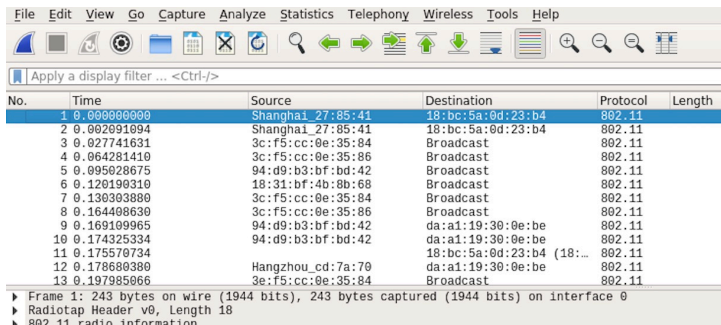 File Edit View Go Capture Analyze Statistics Telephony Wireless Tools Help
Apply a display filter ... <Ctrl-/>
No. Time Source Destination Protocol Length
1 0.000000000 Shanghai_27:85:41 18:bc:5a:0d:23:b4 802.11
2 0.002091094 Shanghai_27:85:41 18:bc:5a:0d:23:b4 802.11
3 0.027741631 3c:f5:cc:0e:35:84 Broadcast 802.11
4 0.064281410 3c:f5:cc:0e:35:86 Broadcast 802.11
5 0.095028675 94:d9:b3:bf:bd:42 Broadcast 802.11
6 0.120190310 18:31:bf:4b:8b:68 Broadcast 802.11
7 0.130303880 3c:f5:cc:0e:35:84 Broadcast 802.11
8 0.164408630 3c:f5:cc:0e:35:86 Broadcast 802.11
9 0.169109965 94:d9:b3:bf:bd:42 da:a1:19:30:0e:be 802.11
10 0.174325334 94:d9:b3:bf:bd:42 da:a1:19:30:0e:be 802.11
11 0.175570734 18:bc:5a:0d:23:b4 (18:… 802.11
12 0.178680380 Hangzhou_cd:7a:70 da:a1:19:30:0e:be 802.11
13 0.197985066 3e:f5:cc:0e:35:84 Broadcast 802.11
Frame 1: 243 bytes on wire (1944 bits), 243 bytes captured (1944 bits) on interface 0
Radiotap Header v0, Length 18
802.11 radio information